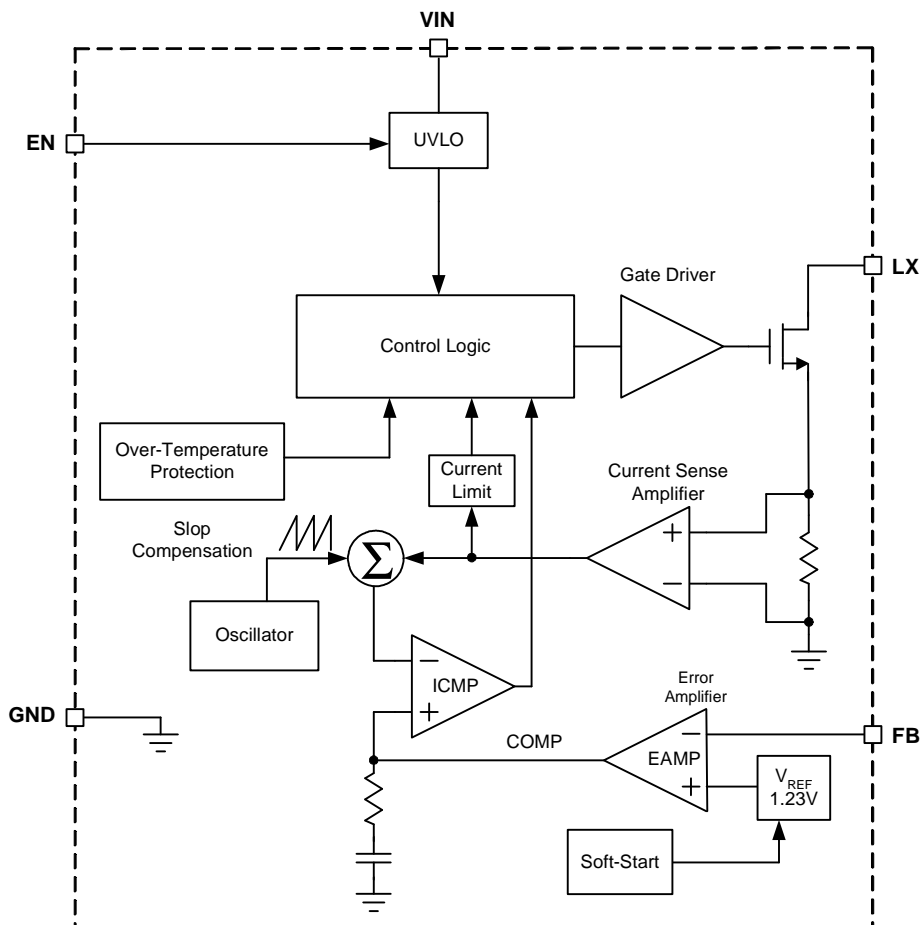 VIN
EN
UVLO
LX
Gate Driver
Control Logic
Over-Temperature
Protection
Current
Limit
Current Sense
Amplifier
+
−
Slop
Compensation
Σ
Oscillator
−
ICMP
+
GND
Error
Amplifier
COMP
−
EAMP
+
FB
VREF
1.23V
Soft-Start